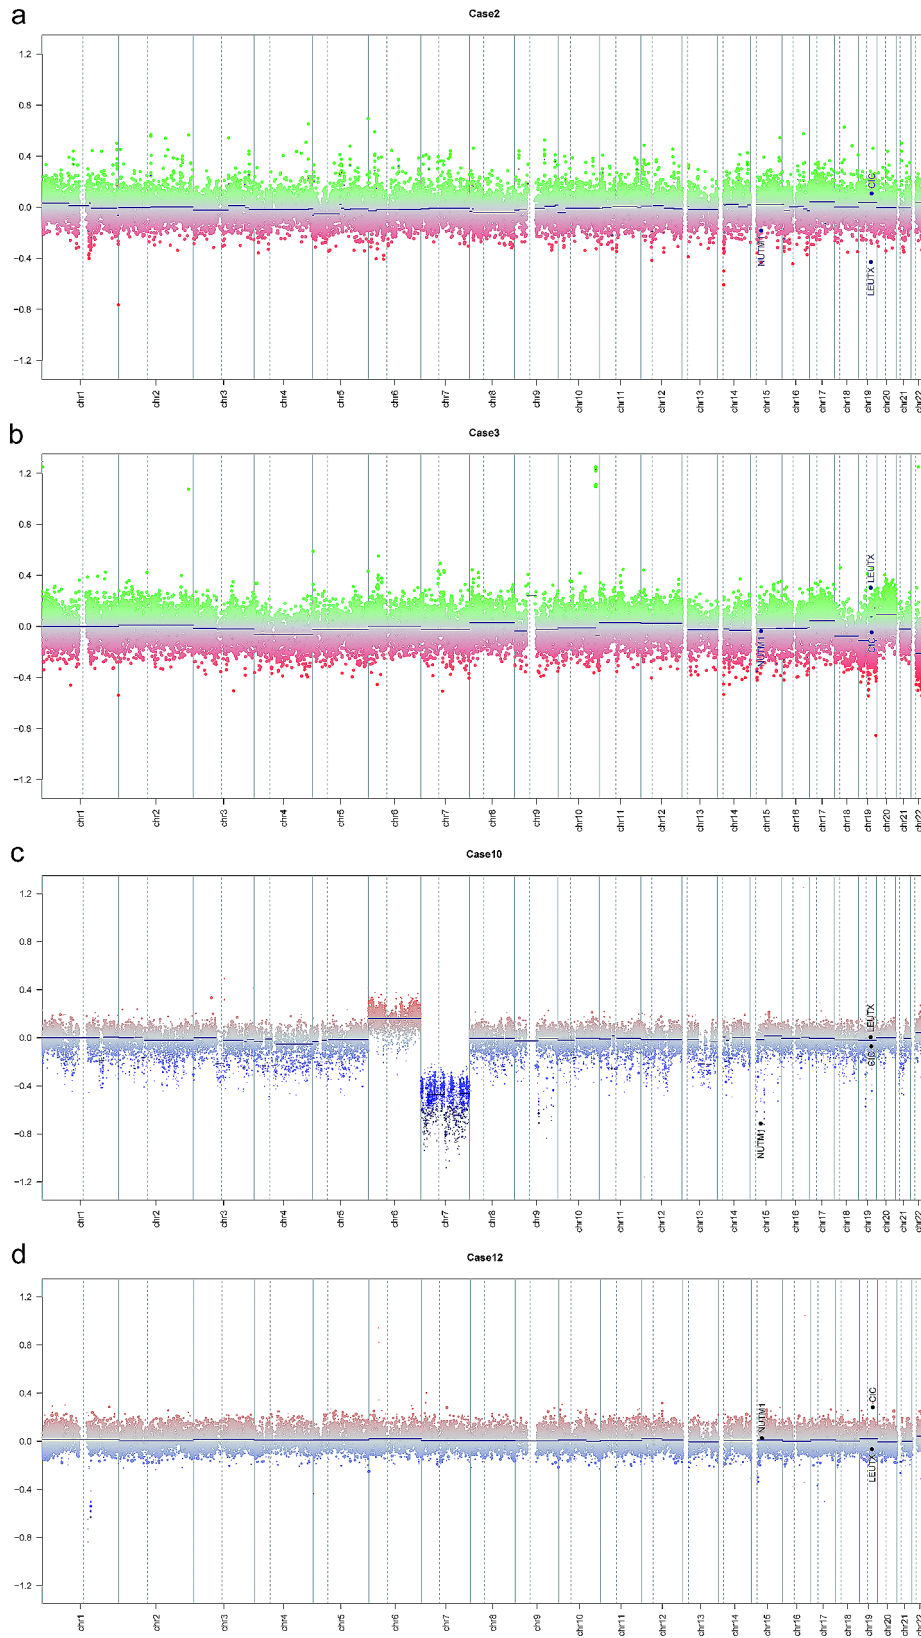 a
Case2
1.2
0.8
0.4
0.0
−0.4
−0.8
−1.2
CIC
NUTM1
LEUTX
chr1 chr2 chr3 chr4 chr5 chr6 chr7 chr8 chr9 chr10 chr11 chr12 chr13 chr14 chr15 chr16 chr17 chr18 chr19 chr20 chr21 chr22
b
Case3
1.2
0.8
0.4
0.0
−0.4
−0.8
−1.2
LEUTX
NUTM1
CIC
chr1 chr2 chr3 chr4 chr5 chr6 chr7 chr8 chr9 chr10 chr11 chr12 chr13 chr14 chr15 chr16 chr17 chr18 chr19 chr20 chr21 chr22
c
Case10
1.2
0.8
0.4
0.0
−0.4
−0.8
−1.2
LEUTX
CIC
NUTM1
chr1 chr2 chr3 chr4 chr5 chr6 chr7 chr8 chr9 chr10 chr11 chr12 chr13 chr14 chr15 chr16 chr17 chr18 chr19 chr20 chr21 chr22
d
Case12
1.2
0.8
0.4
0.0
−0.4
−0.8
−1.2
CIC
NUTM1
LEUTX
chr1 chr2 chr3 chr4 chr5 chr6 chr7 chr8 chr9 chr10 chr11 chr12 chr13 chr14 chr15 chr16 chr17 chr18 chr19 chr20 chr21 chr22